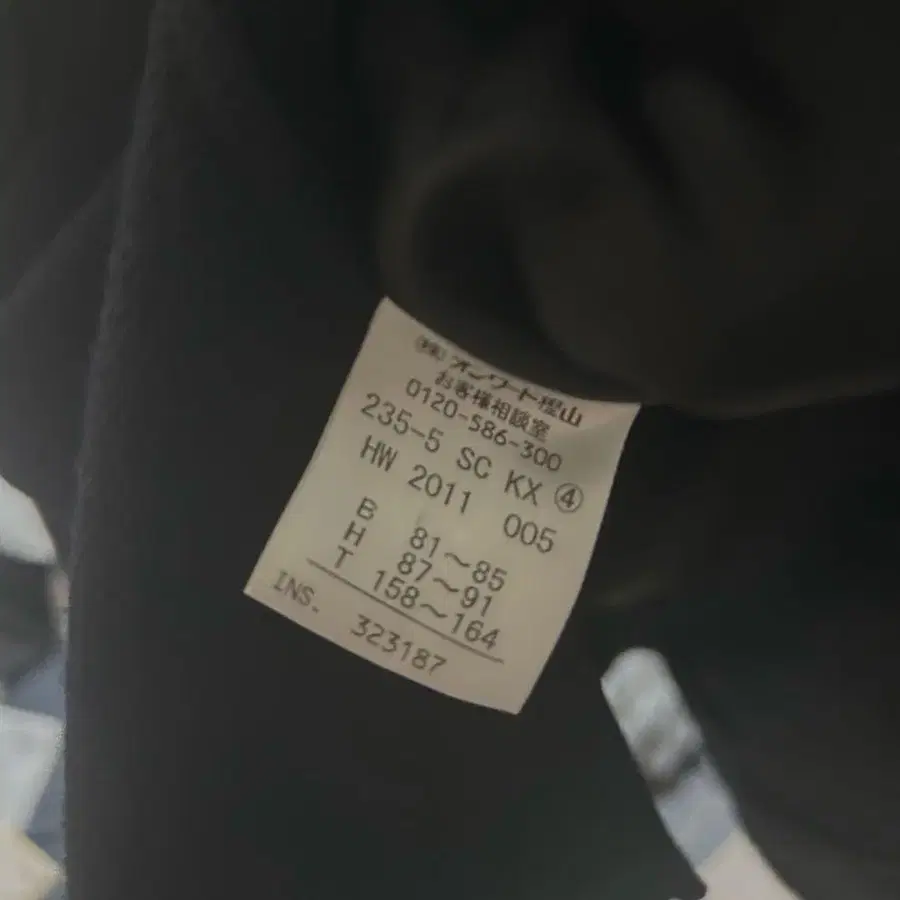 ㈱オンワード樫山
お客様相談室
0120-586-300
235-5 SC KX ④
HW 2011 005
B 81～85
H 87～91
T 158～164
INS. 323187